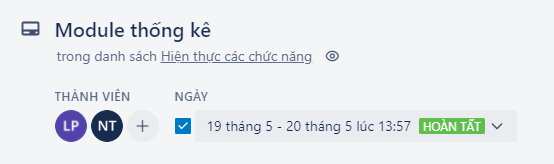 Module thống kê
trong danh sách Hiện thực các chức năng
THÀNH VIÊN NGÀY
LP NT + 19 tháng 5 - 20 tháng 5 lúc 13:57 HOÀN TẤT